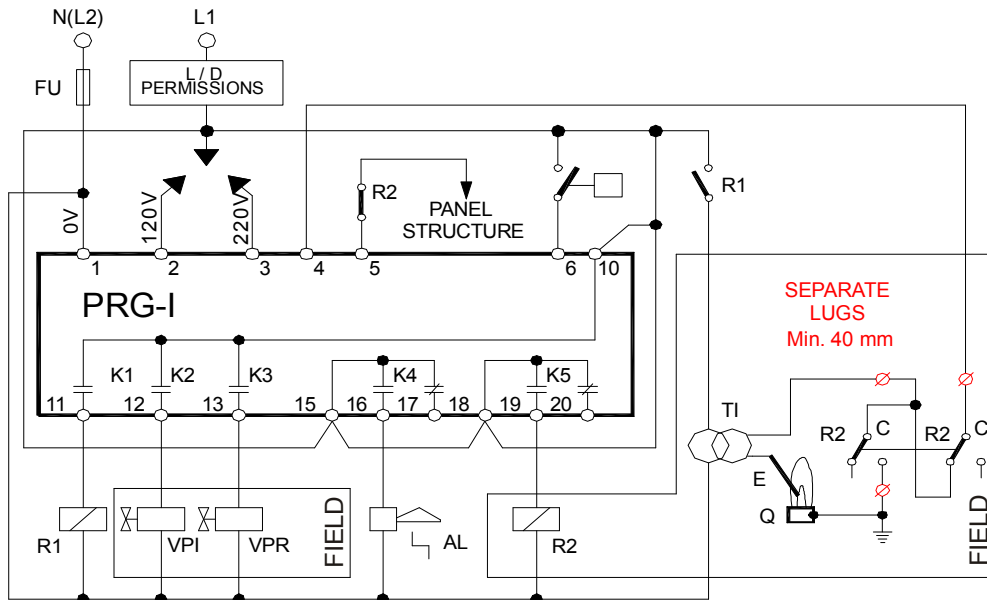 N(L2)
L1
FU
L / D
PERMISSIONS
0V
120V
220V
R2
PANEL
STRUCTURE
R1
1
2
3
4
5
6
10
PRG-I
SEPARATE
LUGS
Min. 40 mm
K1
K2
K3
K4
K5
11
12
13
15
16
17
18
19
20
TI
R2
C
R2
C
E
Q
FIELD
R1
VPI
VPR
FIELD
AL
R2